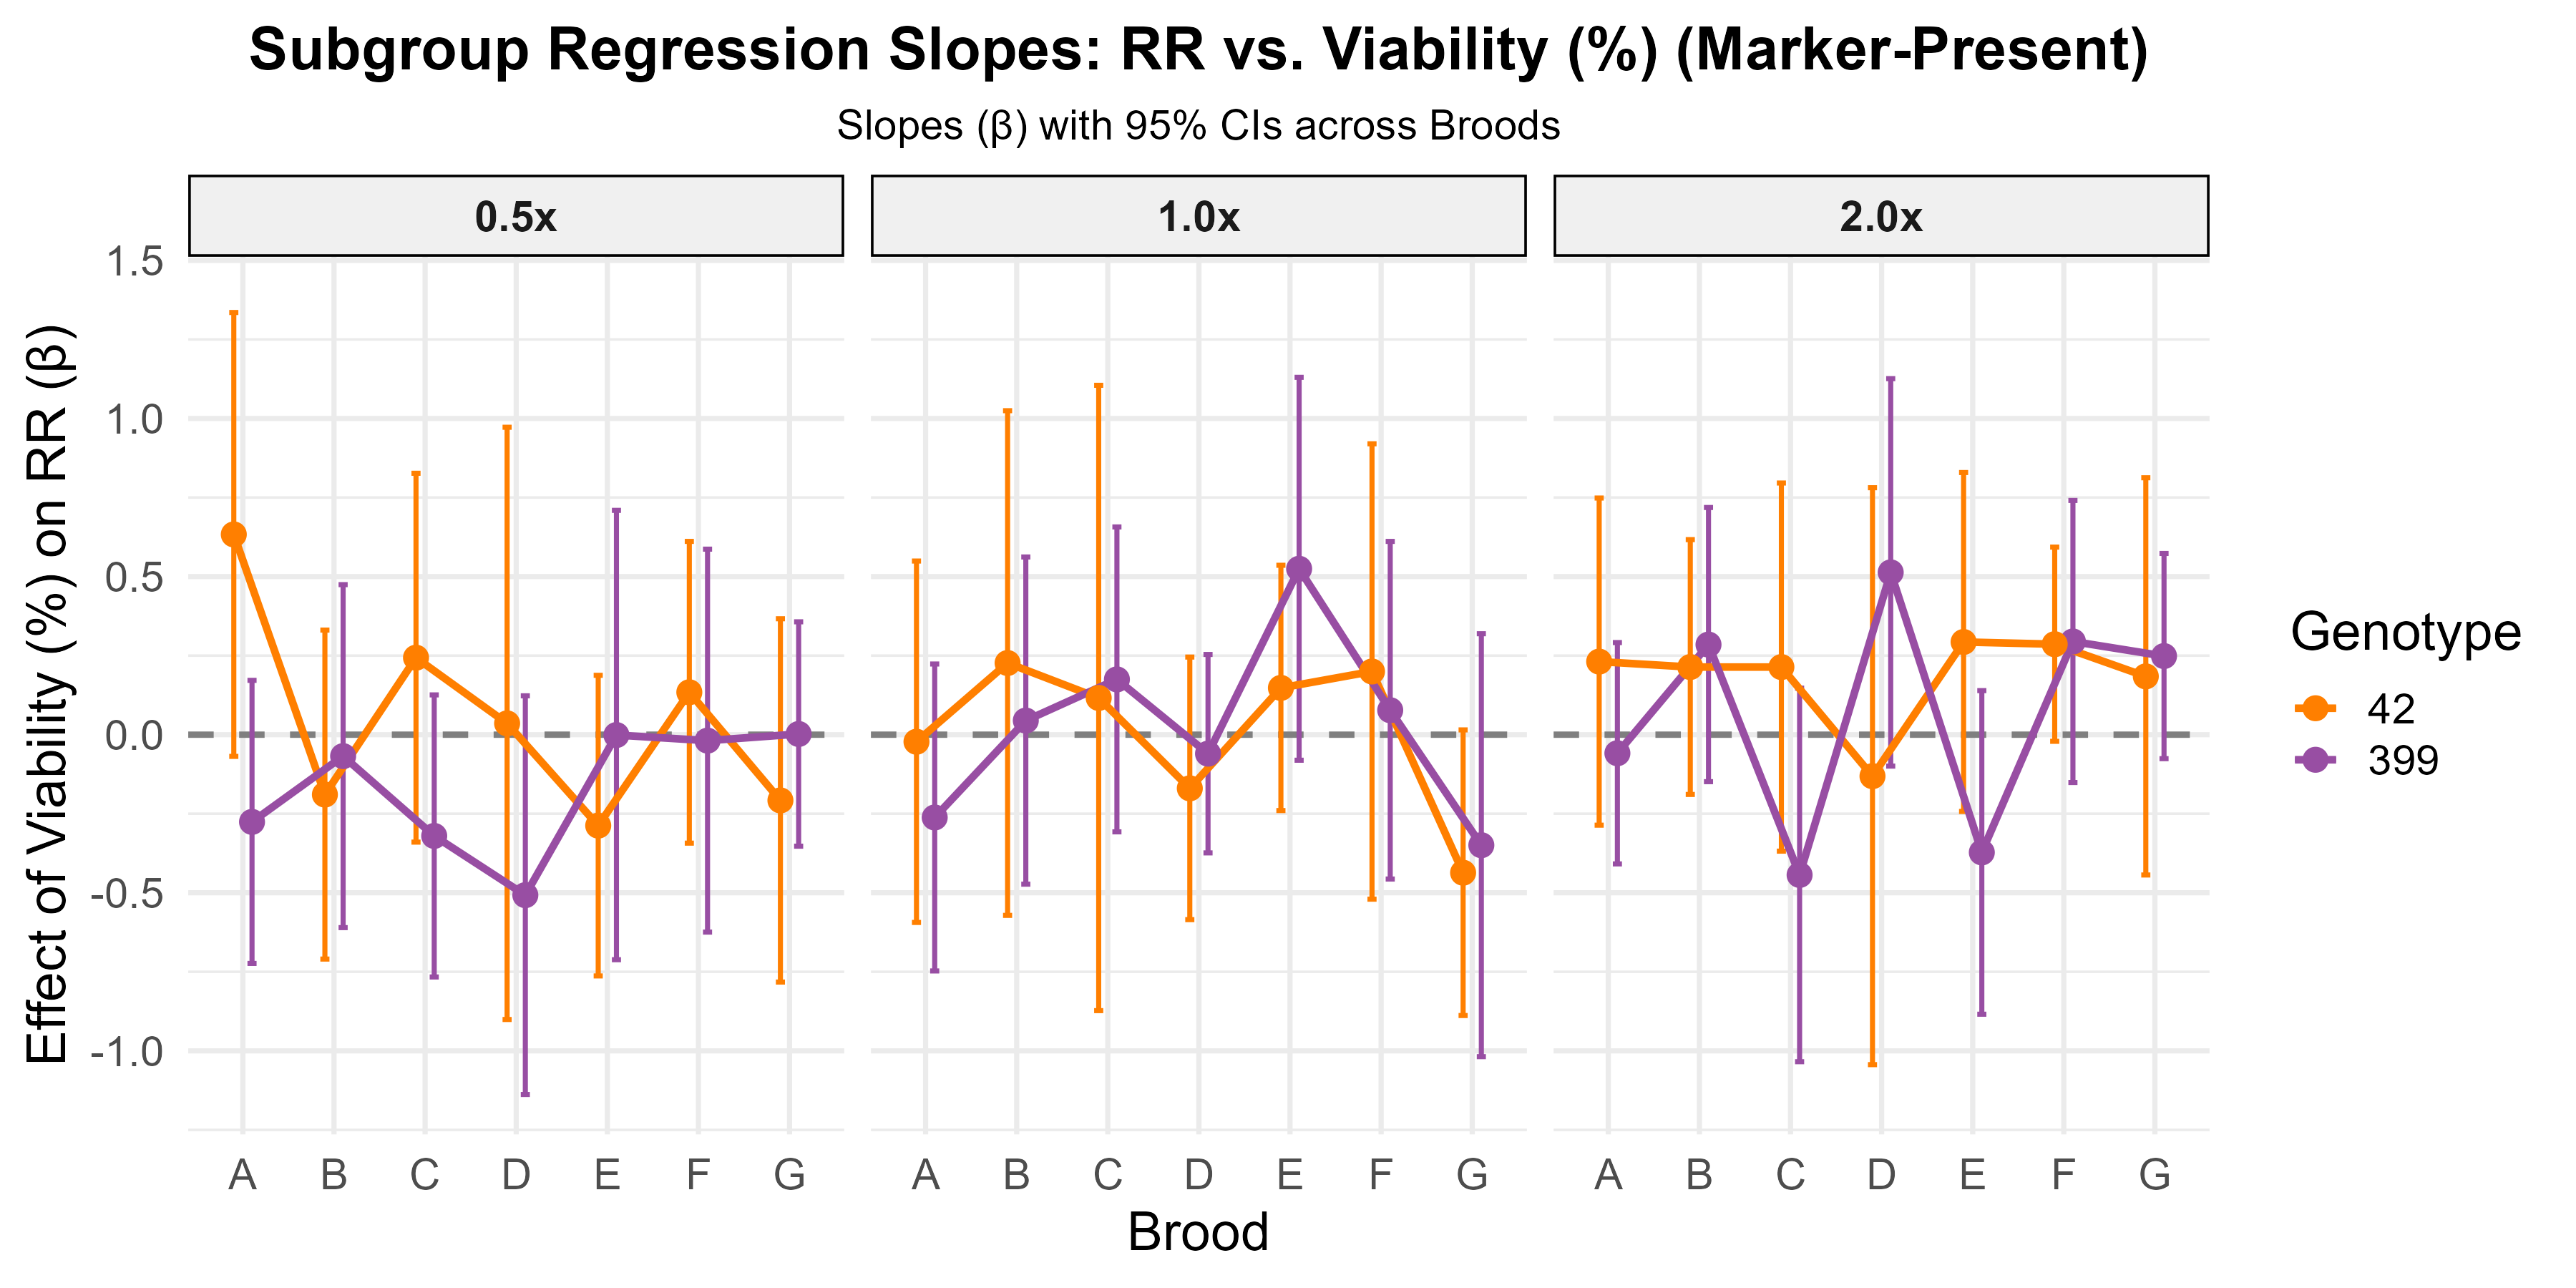 Subgroup Regression Slopes: RR vs. Viability (%) (Marker-Present)
Slopes (β) with 95% CIs across Broods
0.5x 1.0x 2.0x
Effect of Viability (%) on RR (β)
1.5
1.0
0.5
0.0
-0.5
-1.0
A B C D E F G A B C D E F G A B C D E F G
Brood
Genotype
42
399